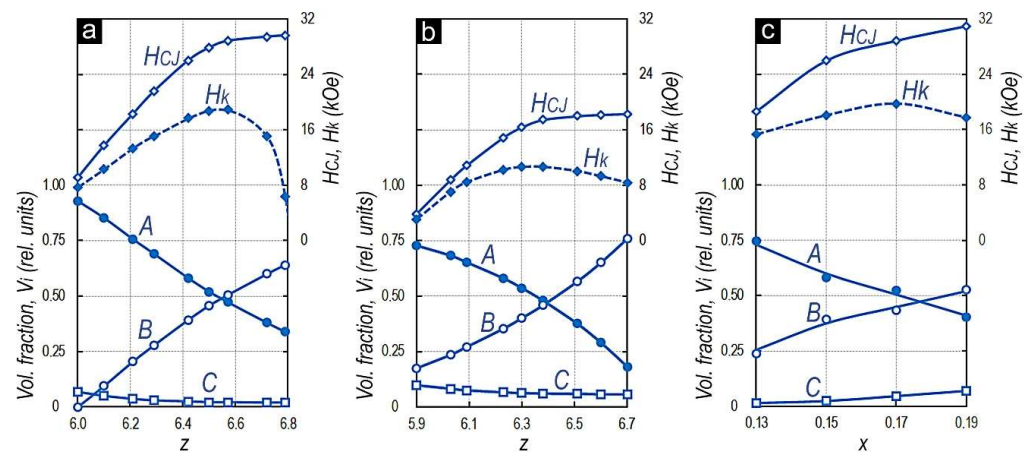 a
HCJ
Hk
A
B
C
1.00
0.75
0.50
0.25
0
Vol. fraction, Vi (rel. units)
32
24
16
8
0
HCJ, Hk (kOe)
6.0 6.2 6.4 6.6 6.8
z
b
HCJ
Hk
A
B
C
1.00
0.75
0.50
0.25
0
Vol. fraction, Vi (rel. units)
32
24
16
8
0
HCJ, Hk (kOe)
5.9 6.1 6.3 6.5 6.7
z
c
HCJ
Hk
A
B
C
1.00
0.75
0.50
0.25
0
Vol. fraction, Vi (rel. units)
32
24
16
8
0
HCJ, Hk (kOe)
0.13 0.15 0.17 0.19
x